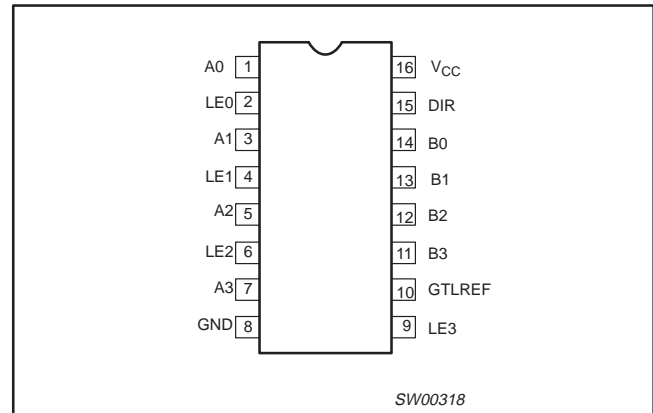 A0 1 16 VCC
LE0 2 15 DIR
A1 3 14 B0
LE1 4 13 B1
A2 5 12 B2
LE2 6 11 B3
A3 7 10 GTLREF
GND 8 9 LE3
SW00318